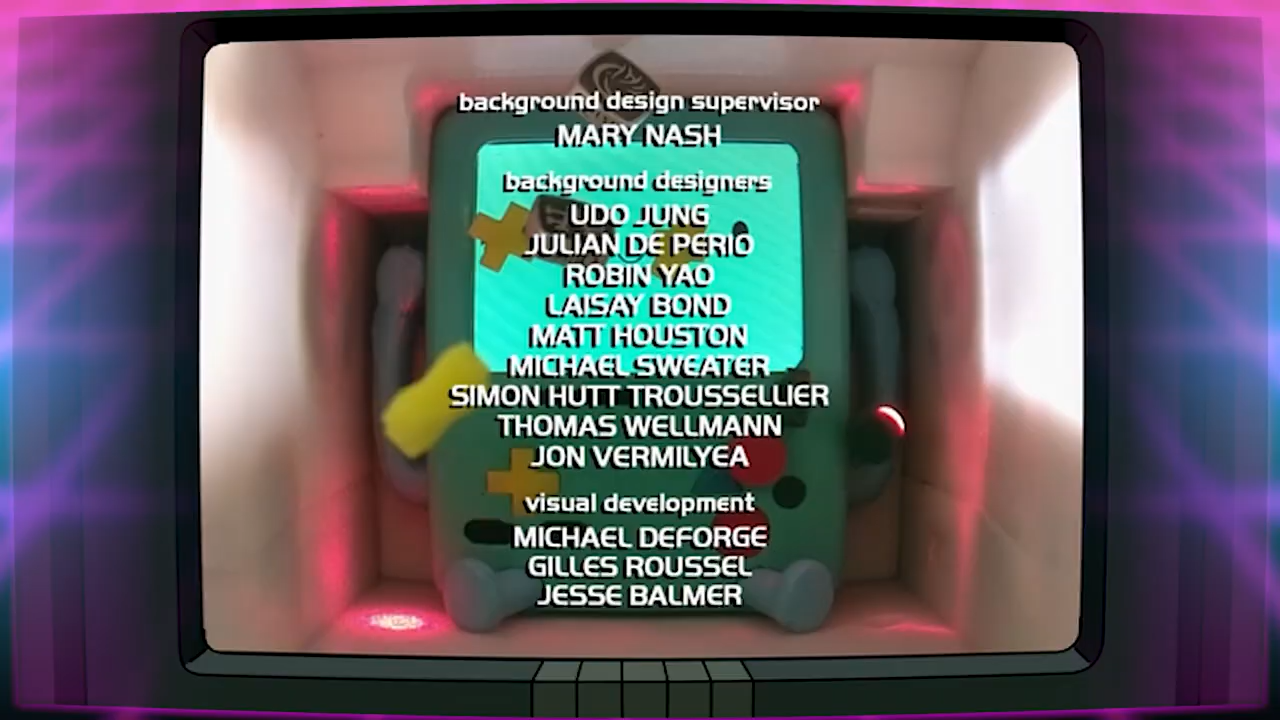 background design supervisor
MARY NASH
background designers
UDO JUNG
JULIAN DE PERIO
ROBIN YAO
LAISAY BOND
MATT HOUSTON
MICHAEL SWEATER
SIMON HUTT TROUSSELLIER
THOMAS WELLMANN
JON VERMILYEA
visual development
MICHAEL DEFORGE
GILLES ROUSSEL
JESSE BALMER